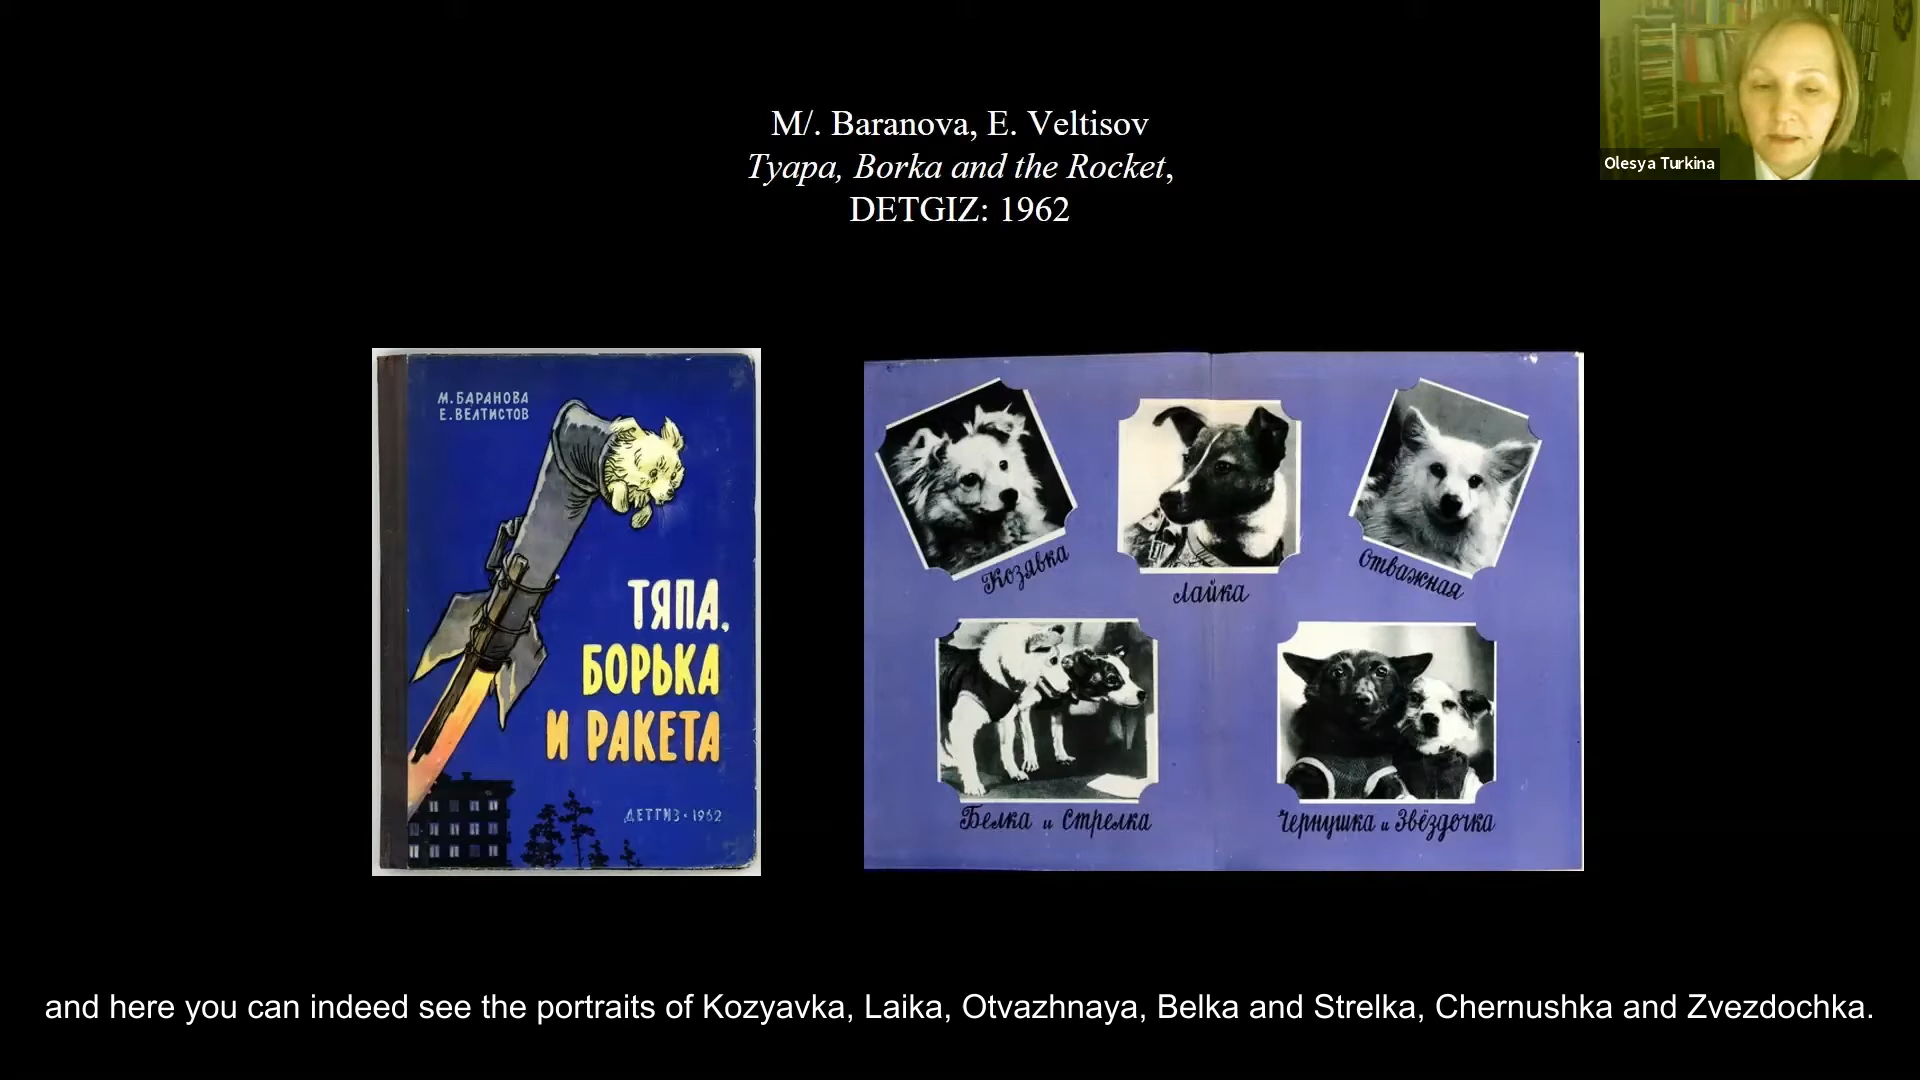 M/. Baranova, E. Veltisov
Tyapa, Borka and the Rocket,
DETGIZ: 1962
Olesya Turkina
М. БАРАНОВА
Е. ВЕЛТИСТОВ
ТЯПА,
БОРЬКА
И РАКЕТА
ДЕТГИЗ • 1962
Козявка
Лайка
Отважная
Белка и Стрелка
Чернушка и Звёздочка
and here you can indeed see the portraits of Kozyavka, Laika, Otvazhnaya, Belka and Strelka, Chernushka and Zvezdochka.